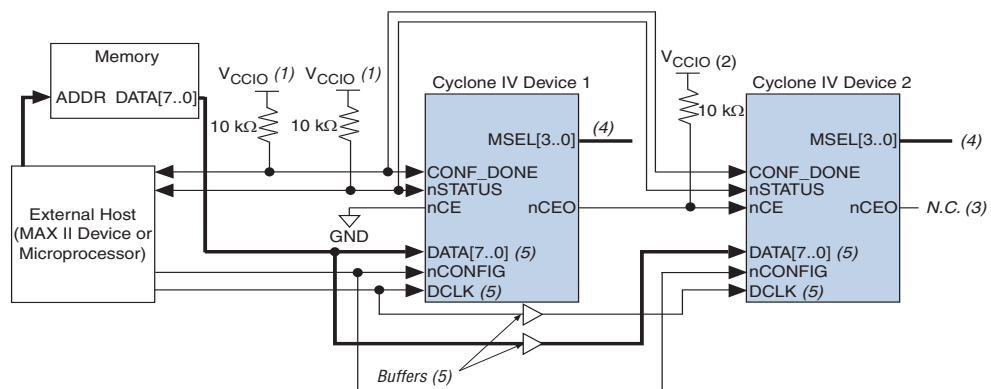 Memory
ADDR DATA[7..0]
External Host
(MAX II Device or
Microprocessor)
VCCIO (1)
10 kΩ
VCCIO (1)
10 kΩ
GND
Cyclone IV Device 1
MSEL[3..0]
(4)
CONF_DONE
nSTATUS
nCE
nCEO
DATA[7..0] (5)
nCONFIG
DCLK (5)
Buffers (5)
VCCIO (2)
10 kΩ
Cyclone IV Device 2
MSEL[3..0]
(4)
CONF_DONE
nSTATUS
nCE
nCEO
N.C. (3)
DATA[7..0] (5)
nCONFIG
DCLK (5)